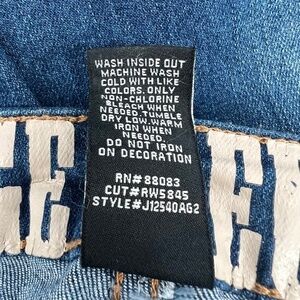 WASH INSIDE OUT
MACHINE WASH
COLD WITH LIKE
COLORS. ONLY
NON-CHLORINE
BLEACH WHEN
NEEDED. TUMBLE
DRY LOW. WARM
IRON WHEN
NEEDED.
DO NOT IRON
ON DECORATION
RN# 88083
CUT# RW5845
STYLE# J12540AG2